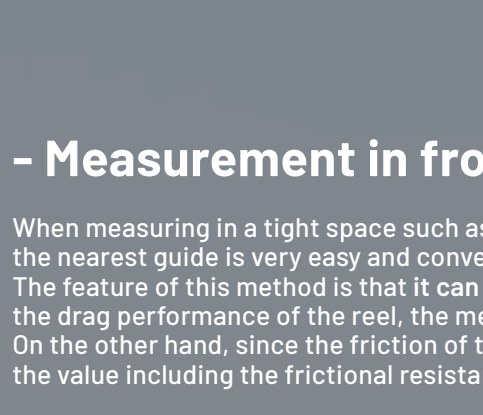 - Measurement in fro
When measuring in a tight space such as
the nearest guide is very easy and conve
The feature of this method is that it can
the drag performance of the reel, the me
On the other hand, since the friction of t
the value including the frictional resista